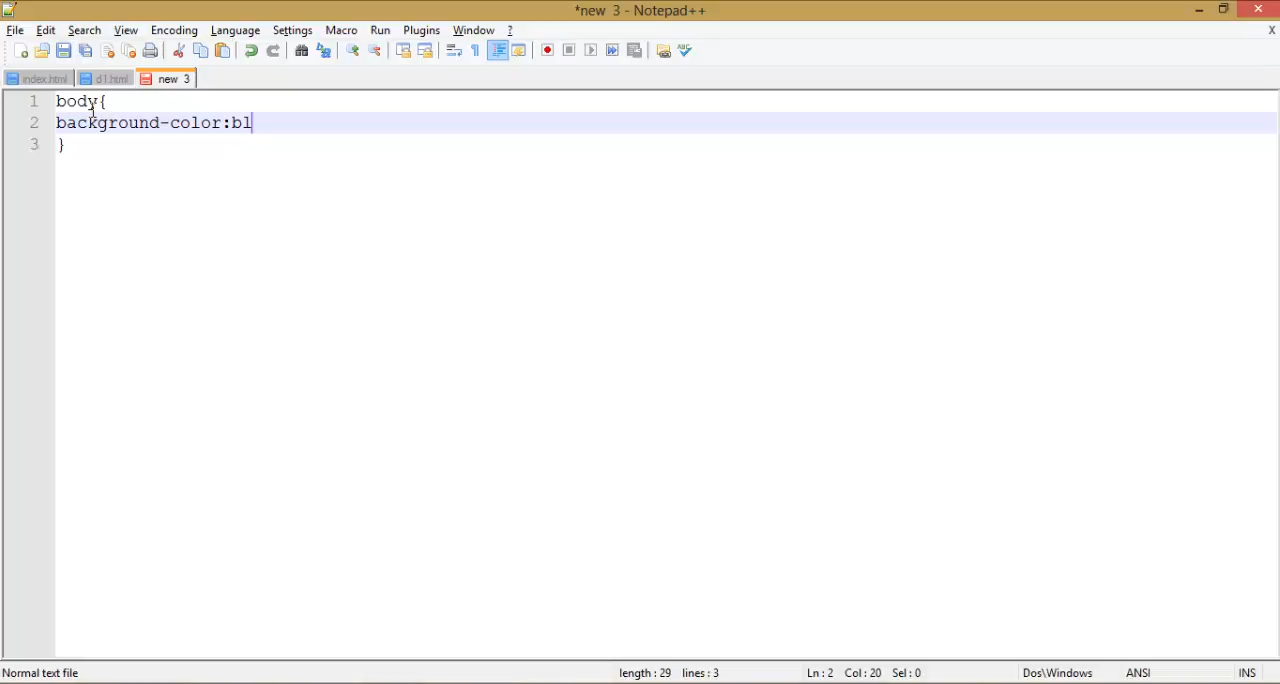 *new 3 - Notepad++
File Edit Search View Encoding Language Settings Macro Run Plugins Window ? X
index.html d1.html new 3
1 body{
2 background-color:bl
3 }
Normal text file length : 29 lines : 3 Ln : 2 Col : 20 Sel : 0 Dos\Windows ANSI INS